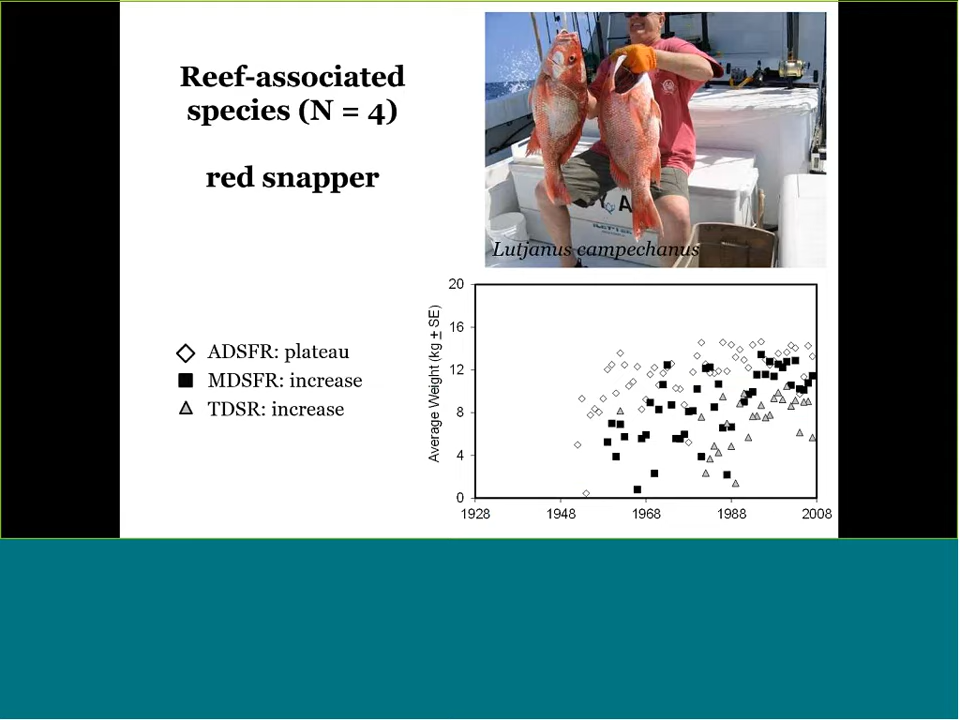 Reef-associated
species (N = 4)
red snapper
Lutjanus campechanus
ADSFR: plateau
MDSFR: increase
TDSR: increase
Average Weight (kg ± SE)
20
16
12
8
4
0
1928 1948 1968 1988 2008